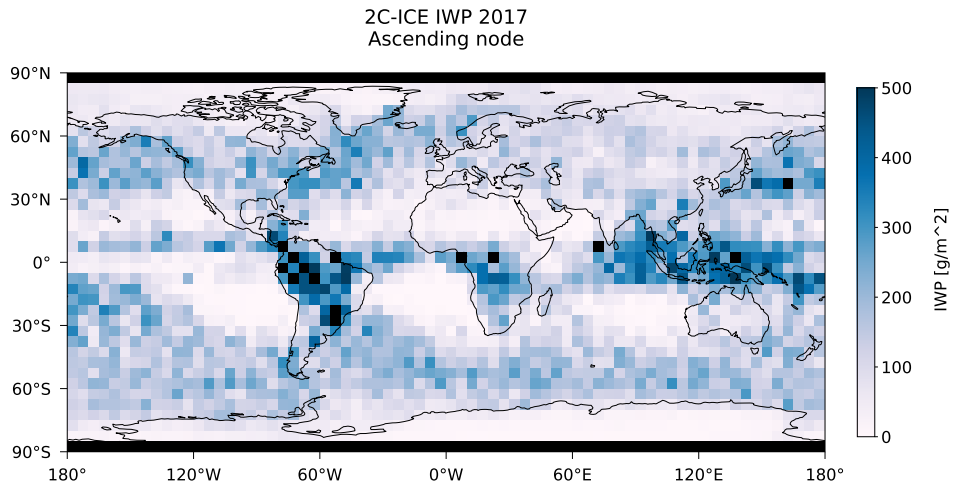 2C-ICE IWP 2017
Ascending node
90°N
60°N
30°N
0°
30°S
60°S
90°S
180°
120°W
60°W
0°W
60°E
120°E
180°
500
400
300
200
100
0
IWP [g/m^2]